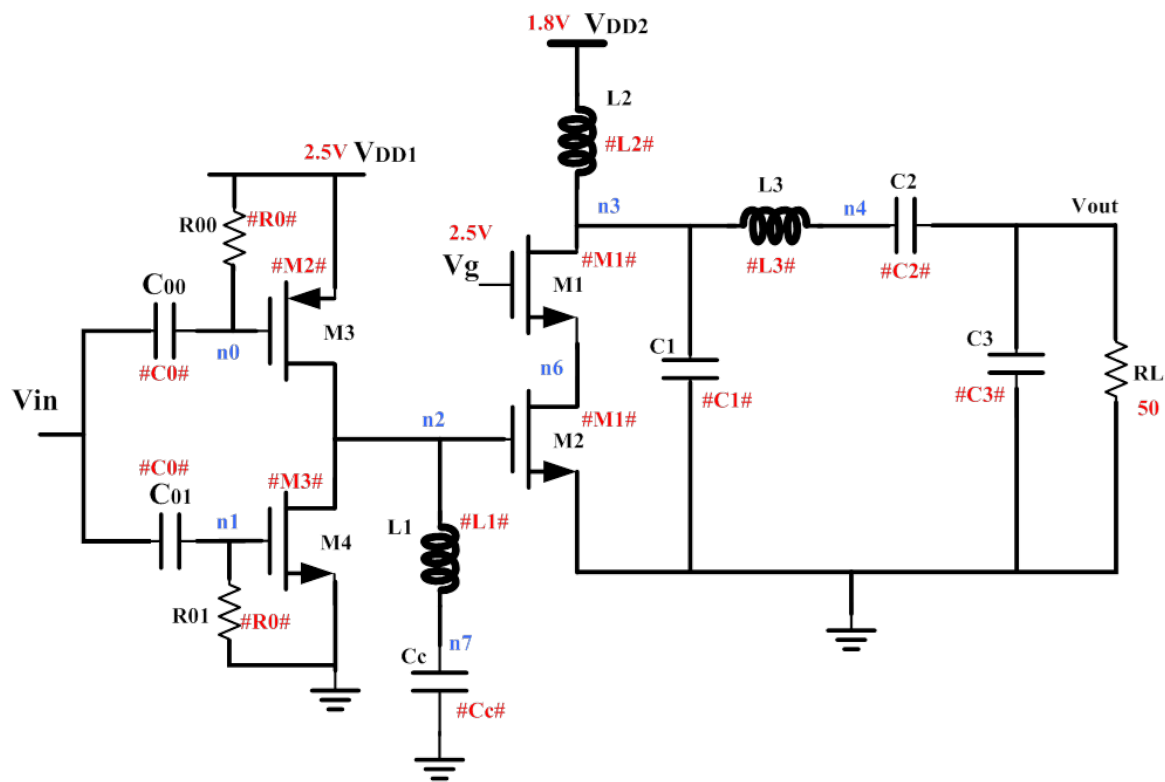 1.8V VDD2
L2
#L2#
2.5V VDD1
R00 #R0#
#M2#
C00
M3
n0
#C0#
Vin
#C0#
C01
#M3#
n1
M4
R01 #R0#
n2
L1 #L1#
n7
Cc
#Cc#
n3
2.5V
Vg
#M1#
M1
n6
#M1#
M2
C1
#C1#
L3
#L3#
n4
C2
#C2#
Vout
C3
#C3#
RL
50